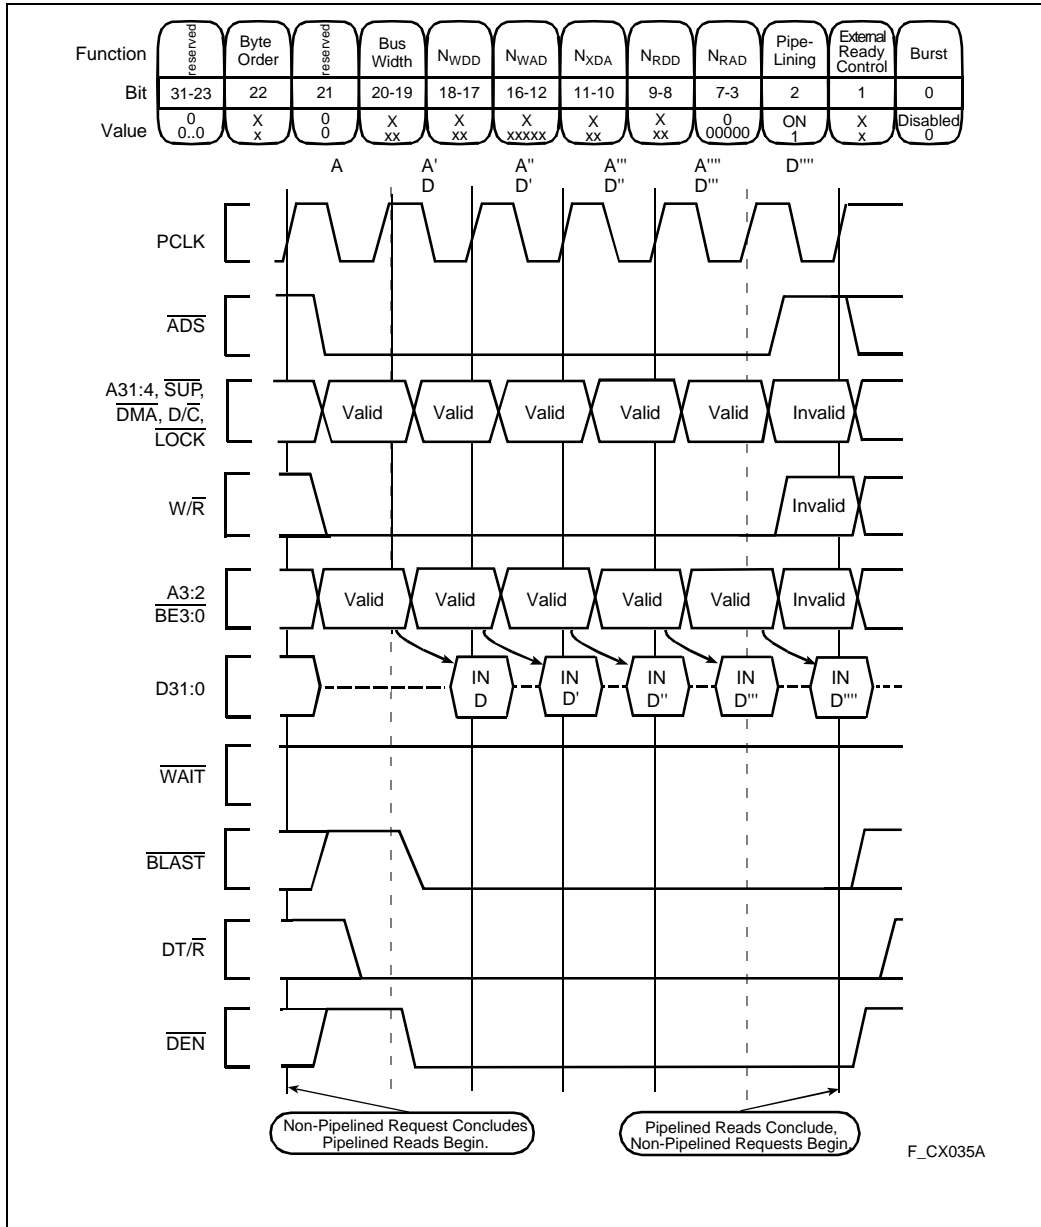 Function reserved Byte Order reserved Bus Width NWDD NWAD NXDA NRDD NRAD Pipe-Lining External Ready Control Burst
Bit 31-23 22 21 20-19 18-17 16-12 11-10 9-8 7-3 2 1 0
Value 0 0..0 X x 0 0 X xx X xx X xxxxx X xx X xx 0 00000 ON 1 X x Disabled 0
A A' A'' A''' A'''' D''''
D D' D'' D'''
PCLK
ADS
A31:4, SUP,
DMA, D/C,
LOCK
Valid Valid Valid Valid Valid Invalid
W/R
Invalid
A3:2
BE3:0
Valid Valid Valid Valid Valid Invalid
D31:0
IN IN IN IN IN
D D' D'' D''' D''''
WAIT
BLAST
DT/R
DEN
Non-Pipelined Request Concludes
Pipelined Reads Begin.
Pipelined Reads Conclude,
Non-Pipelined Requests Begin.
F_CX035A